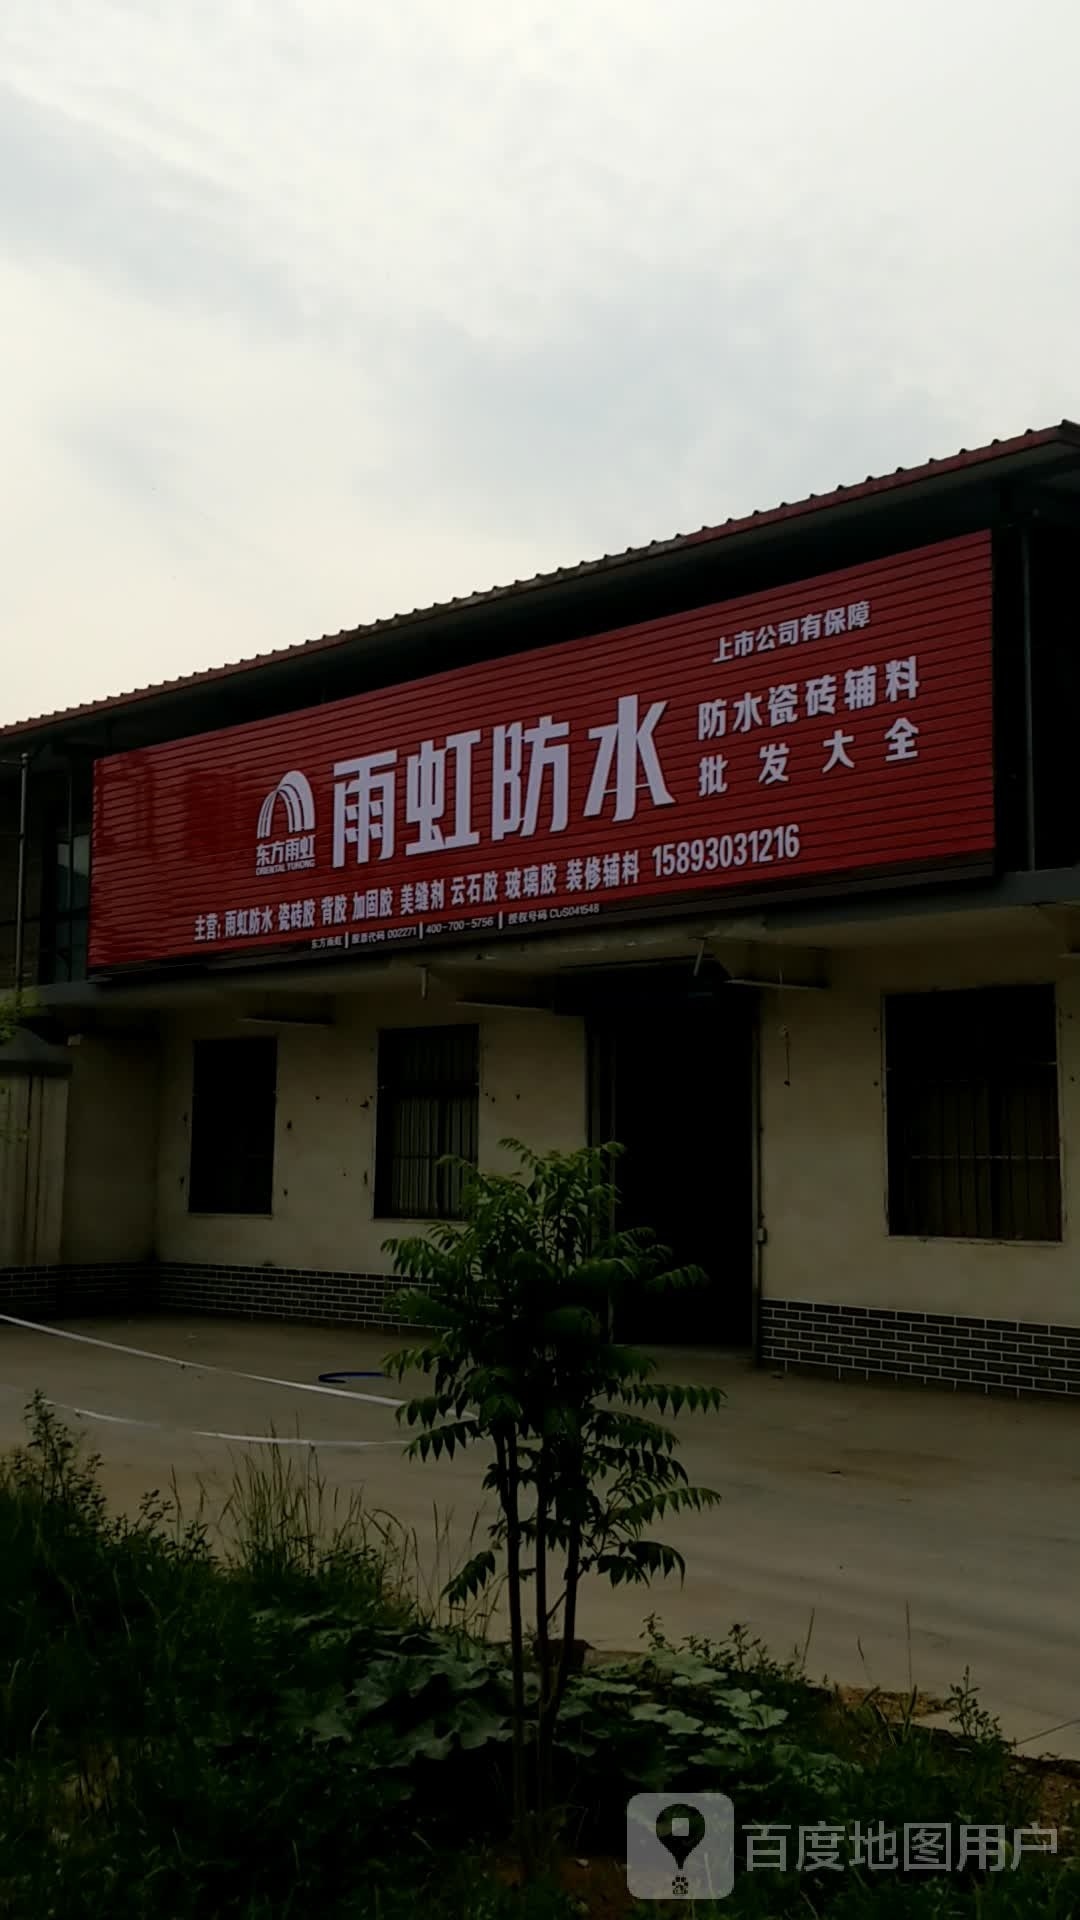 上市公司有保障
雨虹防水
防水瓷砖辅料
批发大全
东方雨虹
ORIENTAL YUHONG
主营：雨虹防水 瓷砖胶 背胶 加固胶 美缝剂 云石胶 玻璃胶 装修辅料 15893031216
东方雨虹 股票代码 002271 400-700-5756 授权号码 CUS041548
百度地图用户